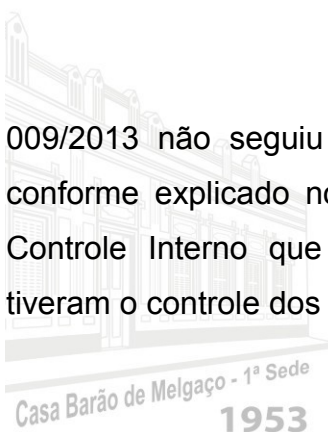 009/2013 não seguiu
conforme explicado no
Controle Interno que
tiveram o controle dos
Casa Barão de Melgaço - 1ª Sede
1953